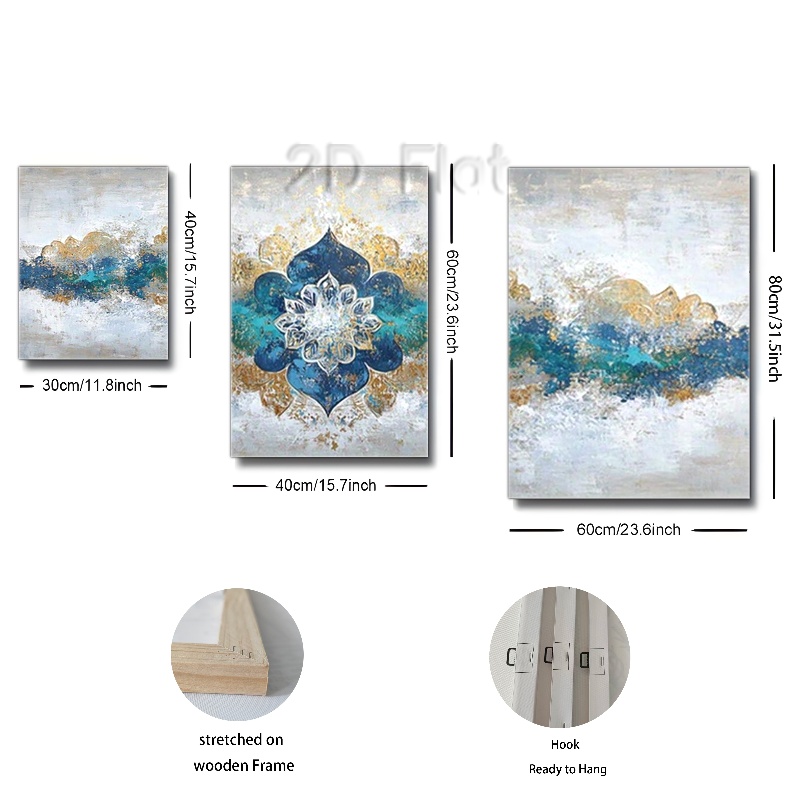 2D Flat
40cm/15.7inch
30cm/11.8inch
60cm/23.6inch
40cm/15.7inch
80cm/31.5inch
60cm/23.6inch
stretched on
wooden Frame
Hook
Ready to Hang